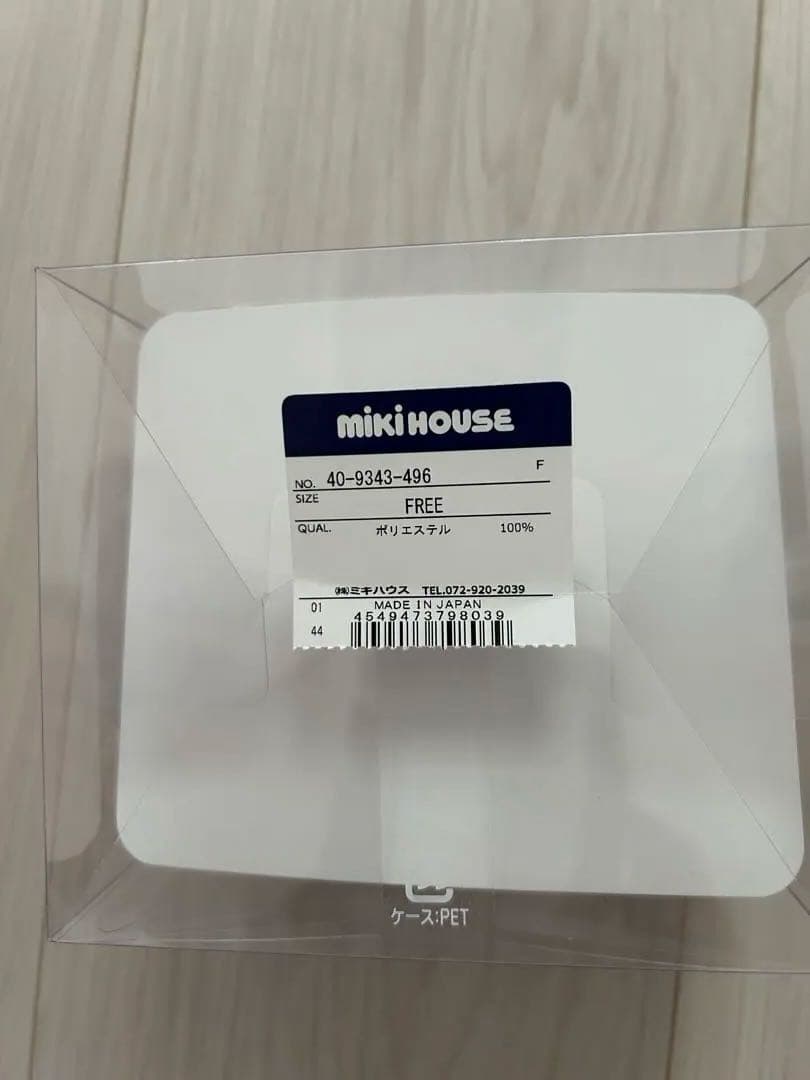 mikiHOUSE
F
NO. 40-9343-496
SIZE FREE
QUAL. ポリエステル 100%
㈱ミキハウス TEL.072-920-2039
01 MADE IN JAPAN
4549473798039
44
ケース:PET